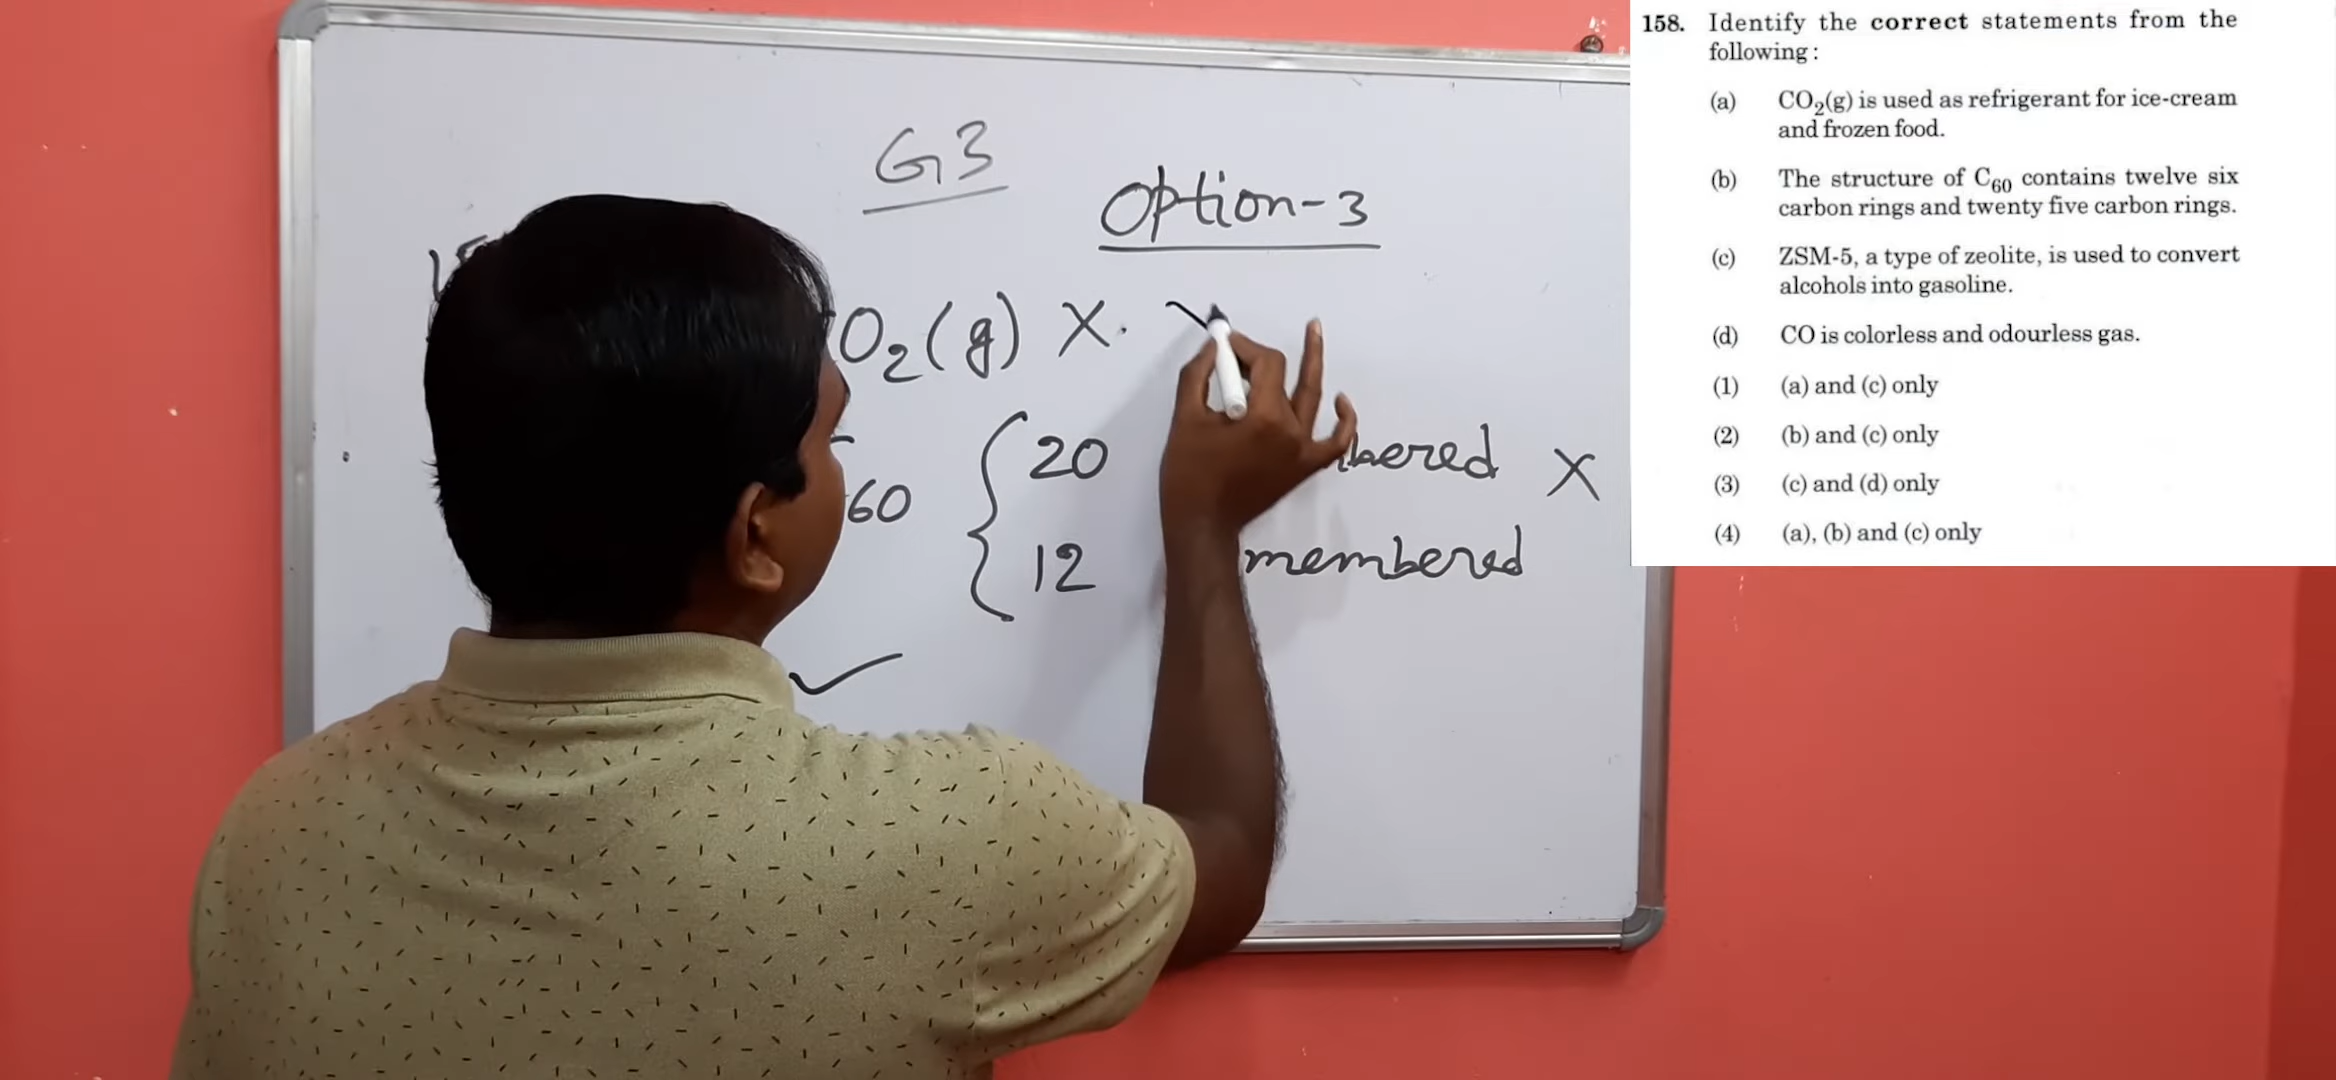 G3
Option-3
O₂(g) X.
60 { 20 bered X
12 membered
158. Identify the correct statements from the
following :
(a) CO₂(g) is used as refrigerant for ice-cream
and frozen food.
(b) The structure of C₆₀ contains twelve six
carbon rings and twenty five carbon rings.
(c) ZSM-5, a type of zeolite, is used to convert
alcohols into gasoline.
(d) CO is colorless and odourless gas.
(1) (a) and (c) only
(2) (b) and (c) only
(3) (c) and (d) only
(4) (a), (b) and (c) only